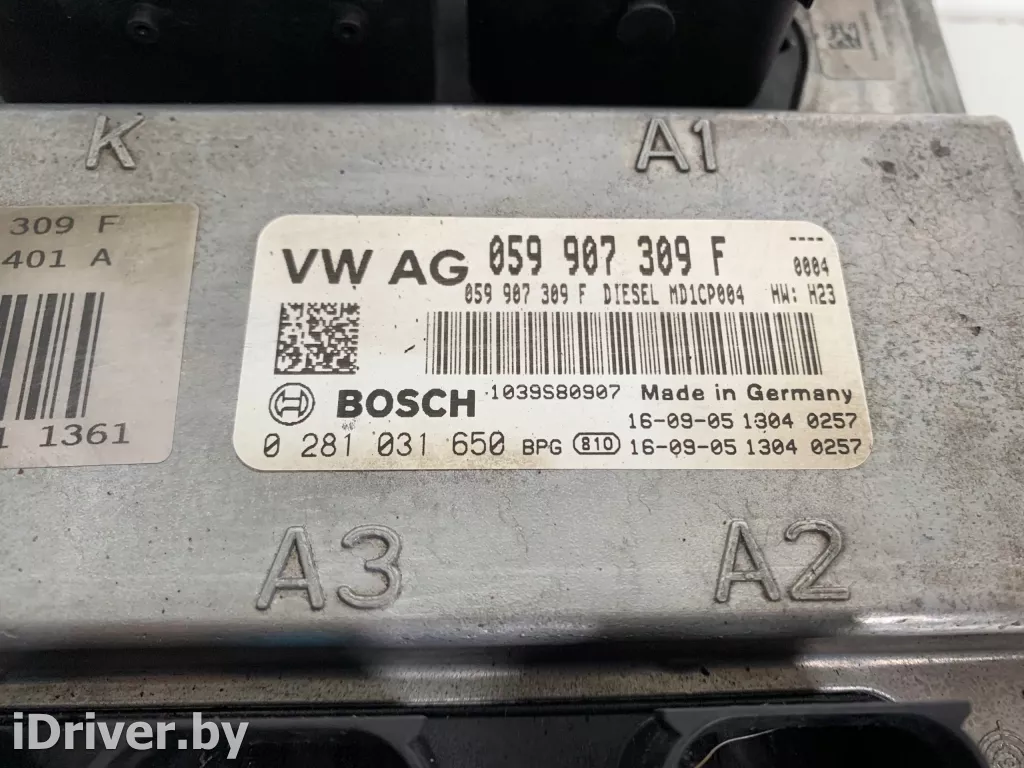 K
A1
309 F
401 A
1 1361
VW AG 059 907 309 F
----
0004
059 907 309 F DIESEL MD1CP004 HW: H23
BOSCH 1039S80907 Made in Germany
16-09-05 1304 0257
0 281 031 650 BPG 810 16-09-05 1304 0257
A3
A2
iDriver.by